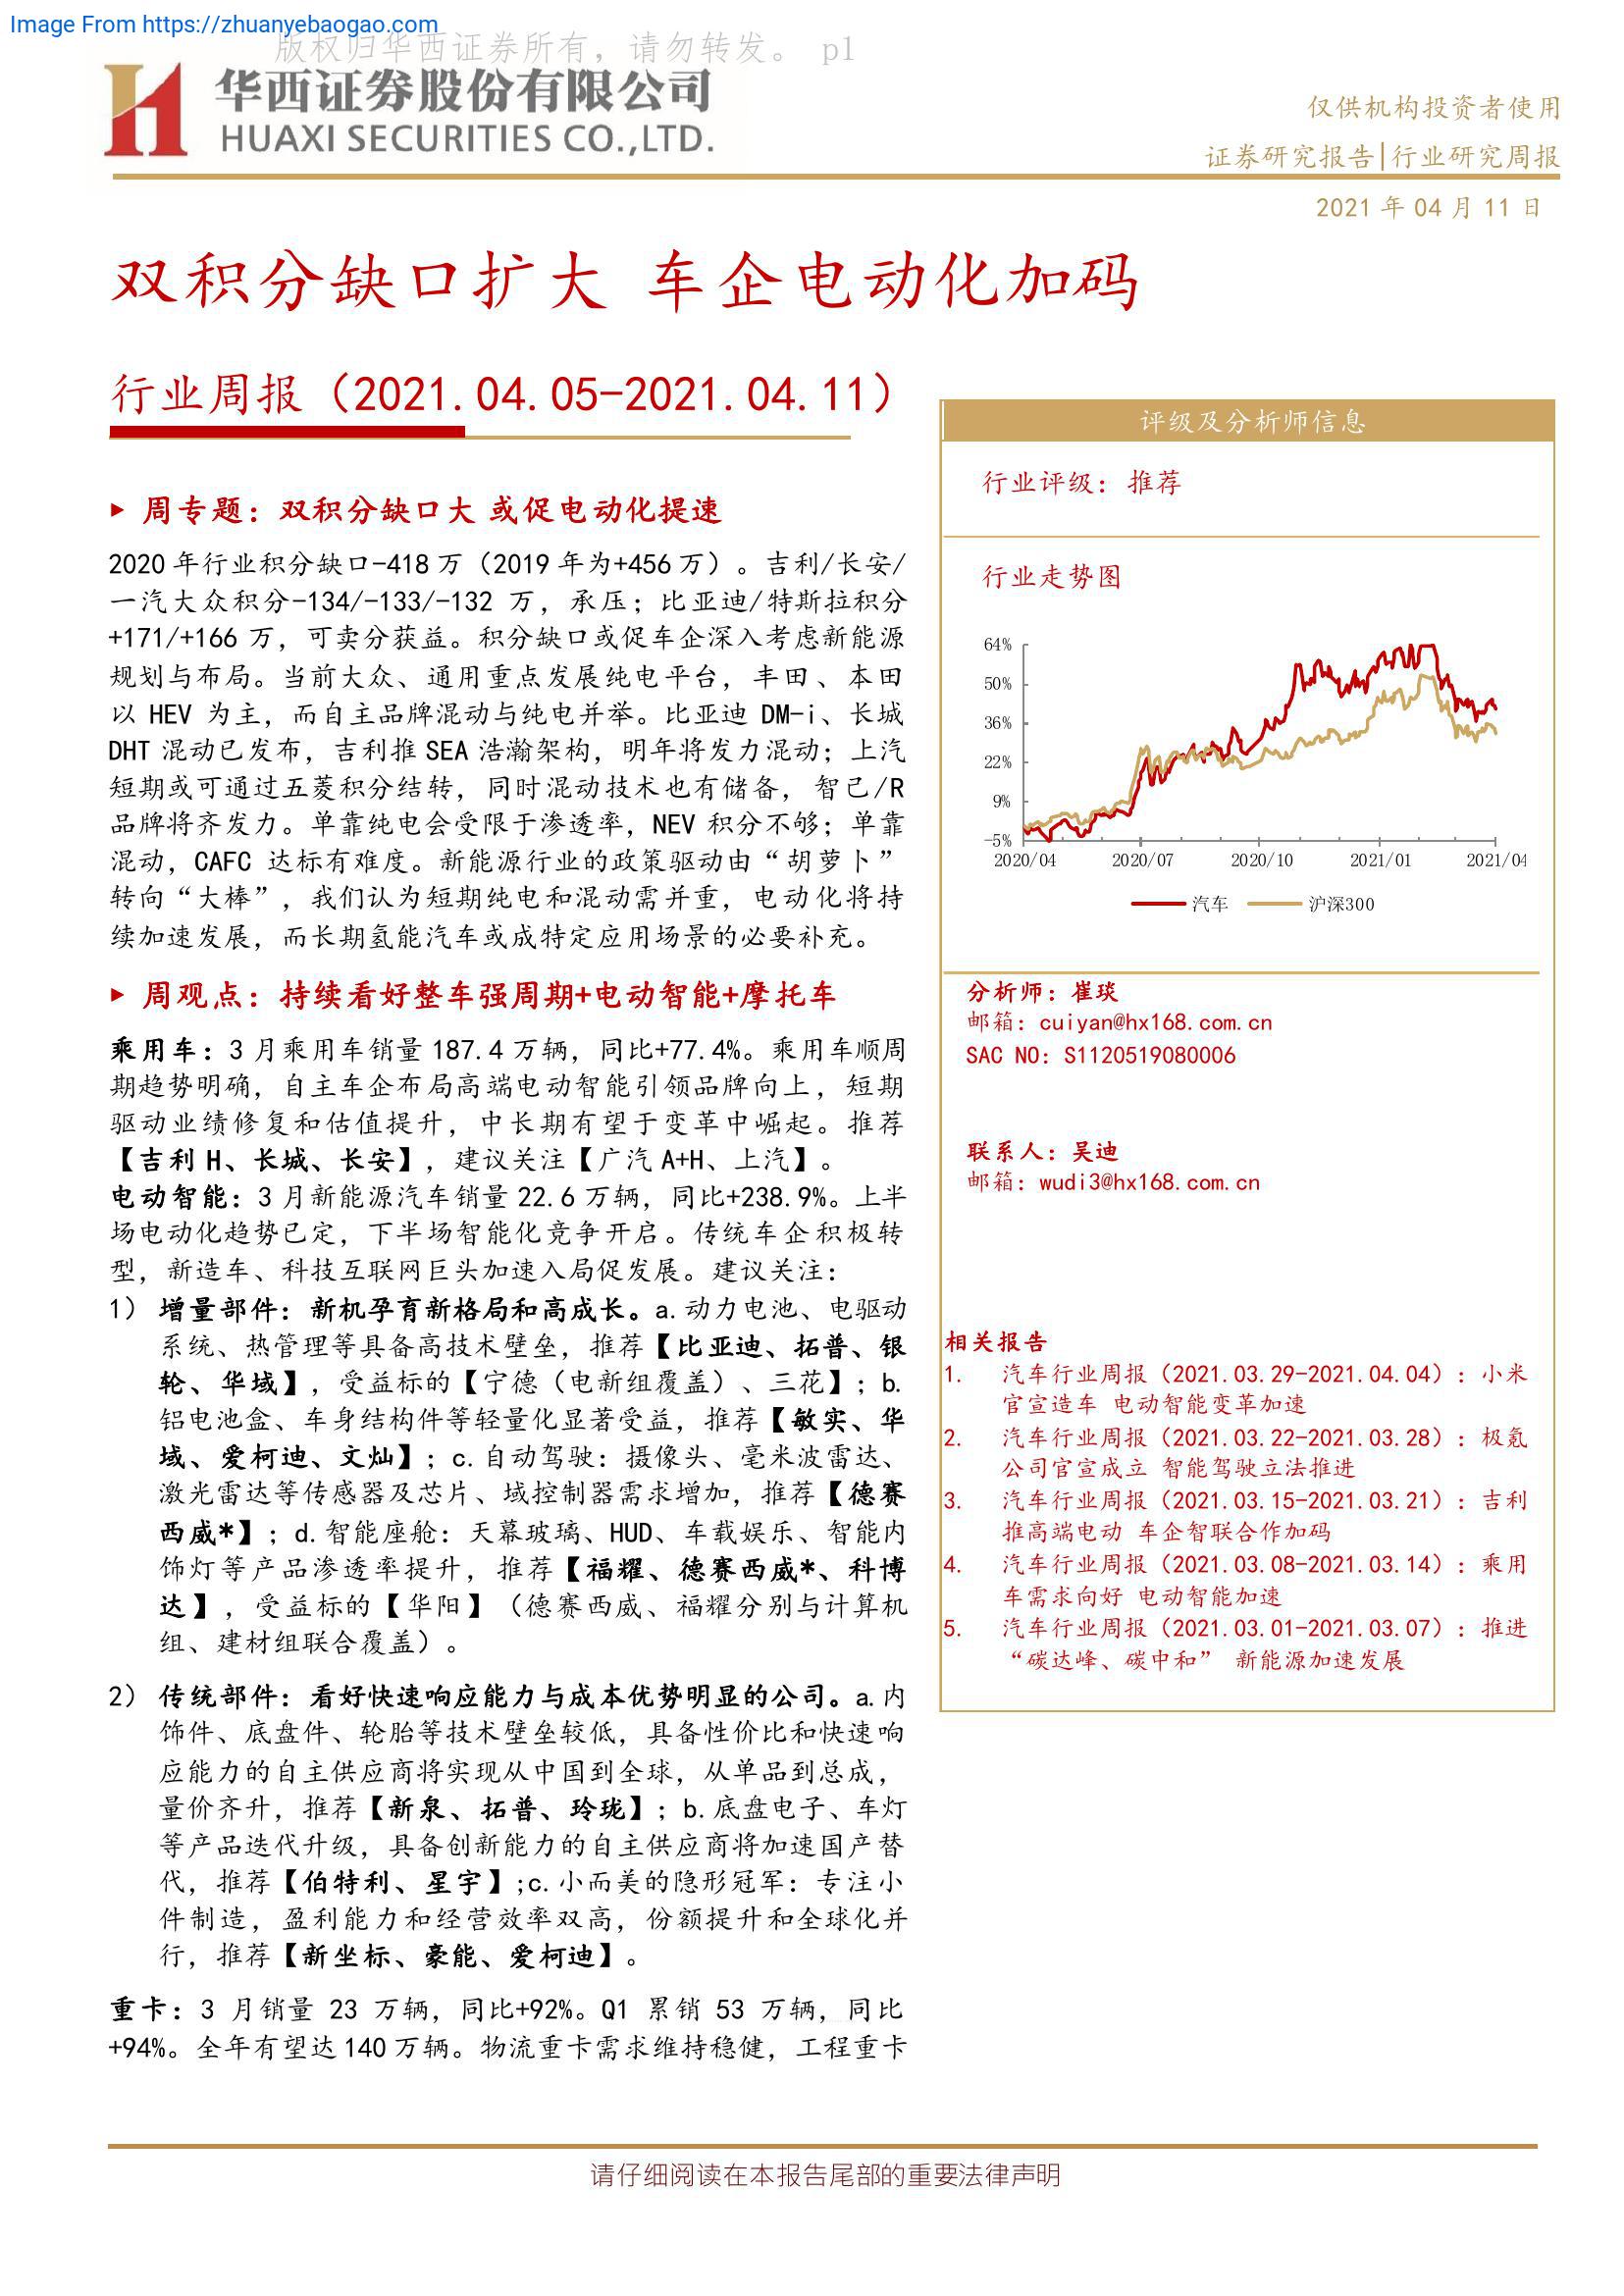 Image From https://zhuanyebaogao.com
版权归华西证券所有，请勿转发。 p1
华西证券股份有限公司
HUAXI SECURITIES CO.,LTD.
仅供机构投资者使用
证券研究报告|行业研究周报
2021 年 04 月 11 日
双积分缺口扩大 车企电动化加码
行业周报（2021.04.05-2021.04.11）
周专题：双积分缺口大 或促电动化提速
2020 年行业积分缺口-418 万（2019 年为+456 万）。吉利/长安/
一汽大众积分-134/-133/-132 万，承压；比亚迪/特斯拉积分
+171/+166 万，可卖分获益。积分缺口或促车企深入考虑新能源
规划与布局。当前大众、通用重点发展纯电平台，丰田、本田
以 HEV 为主，而自主品牌混动与纯电并举。比亚迪 DM-i、长城
DHT 混动已发布，吉利推 SEA 浩瀚架构，明年将发力混动；上汽
短期或可通过五菱积分结转，同时混动技术也有储备，智己/R
品牌将齐发力。单靠纯电会受限于渗透率，NEV 积分不够；单靠
混动，CAFC 达标有难度。新能源行业的政策驱动由“胡萝卜”
转向“大棒”，我们认为短期纯电和混动需并重，电动化将持
续加速发展，而长期氢能汽车或成特定应用场景的必要补充。
周观点：持续看好整车强周期+电动智能+摩托车
乘用车：3 月乘用车销量 187.4 万辆，同比+77.4%。乘用车顺周
期趋势明确，自主车企布局高端电动智能引领品牌向上，短期
驱动业绩修复和估值提升，中长期有望于变革中崛起。推荐
【吉利 H、长城、长安】，建议关注【广汽 A+H、上汽】。
电动智能：3 月新能源汽车销量 22.6 万辆，同比+238.9%。上半
场电动化趋势已定，下半场智能化竞争开启。传统车企积极转
型，新造车、科技互联网巨头加速入局促发展。建议关注：
1） 增量部件：新机孕育新格局和高成长。a.动力电池、电驱动
系统、热管理等具备高技术壁垒，推荐【比亚迪、拓普、银
轮、华域】，受益标的【宁德（电新组覆盖）、三花】；b.
铝电池盒、车身结构件等轻量化显著受益，推荐【敏实、华
域、爱柯迪、文灿】；c.自动驾驶：摄像头、毫米波雷达、
激光雷达等传感器及芯片、域控制器需求增加，推荐【德赛
西威*】；d.智能座舱：天幕玻璃、HUD、车载娱乐、智能内
饰灯等产品渗透率提升，推荐【福耀、德赛西威*、科博
达】，受益标的【华阳】（德赛西威、福耀分别与计算机
组、建材组联合覆盖）。
2） 传统部件：看好快速响应能力与成本优势明显的公司。a.内
饰件、底盘件、轮胎等技术壁垒较低，具备性价比和快速响
应能力的自主供应商将实现从中国到全球，从单品到总成，
量价齐升，推荐【新泉、拓普、玲珑】；b.底盘电子、车灯
等产品迭代升级，具备创新能力的自主供应商将加速国产替
代，推荐【伯特利、星宇】;c.小而美的隐形冠军：专注小
件制造，盈利能力和经营效率双高，份额提升和全球化并
行，推荐【新坐标、豪能、爱柯迪】。
重卡：3 月销量 23 万辆，同比+92%。Q1 累销 53 万辆，同比
+94%。全年有望达 140 万辆。物流重卡需求维持稳健，工程重卡
评级及分析师信息
行业评级：推荐
行业走势图
64%
50%
36%
22%
9%
-5%
2020/04 2020/07 2020/10 2021/01 2021/04
汽车 沪深300
分析师：崔琰
邮箱：cuiyan@hx168.com.cn
SAC NO：S1120519080006
联系人：吴迪
邮箱：wudi3@hx168.com.cn
相关报告
1. 汽车行业周报（2021.03.29-2021.04.04）：小米
官宣造车 电动智能变革加速
2. 汽车行业周报（2021.03.22-2021.03.28）：极氪
公司官宣成立 智能驾驶立法推进
3. 汽车行业周报（2021.03.15-2021.03.21）：吉利
推高端电动 车企智联合作加码
4. 汽车行业周报（2021.03.08-2021.03.14）：乘用
车需求向好 电动智能加速
5. 汽车行业周报（2021.03.01-2021.03.07）：推进
“碳达峰、碳中和” 新能源加速发展
请仔细阅读在本报告尾部的重要法律声明